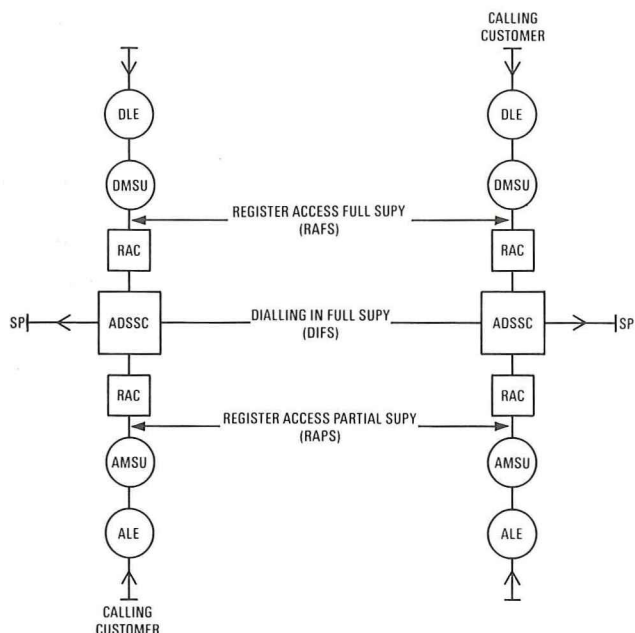 CALLING
CUSTOMER
DLE
DLE
DMSU
DMSU
REGISTER ACCESS FULL SUPY
(RAFS)
RAC
RAC
SP
ADSSC
DIALLING IN FULL SUPY
(DIFS)
ADSSC
SP
RAC
RAC
REGISTER ACCESS PARTIAL SUPY
(RAPS)
AMSU
AMSU
ALE
ALE
CALLING
CUSTOMER